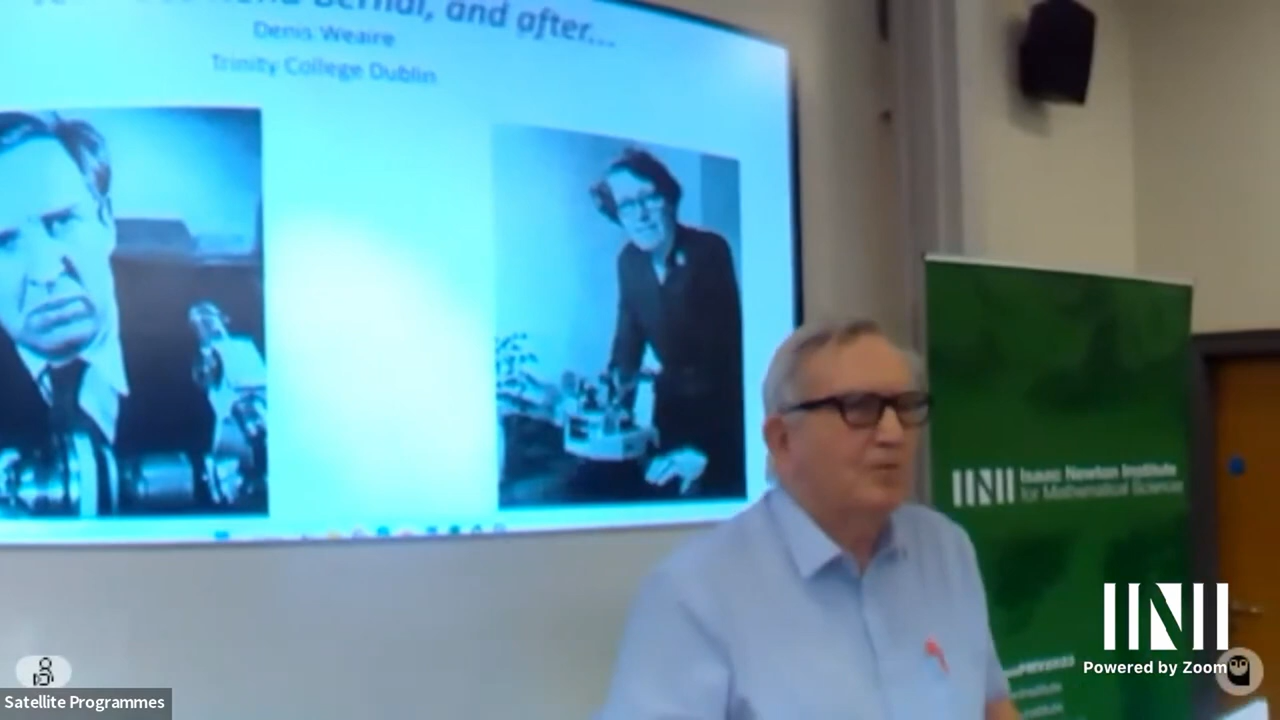 Bernal, and after...
Denis Weaire
Trinity College Dublin
Isaac Newton Institute
for Mathematical Sciences
INI
Powered by Zoom
Satellite Programmes